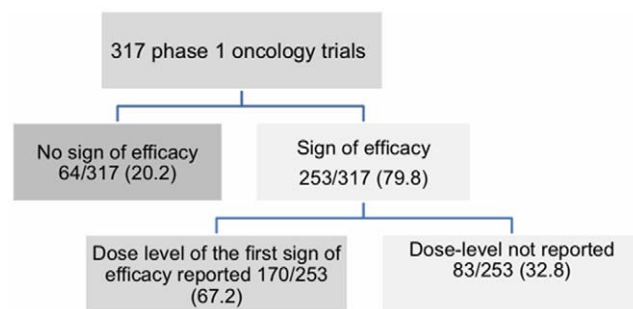 317 phase 1 oncology trials
No sign of efficacy
64/317 (20.2)
Sign of efficacy
253/317 (79.8)
Dose level of the first sign of
efficacy reported 170/253
(67.2)
Dose-level not reported
83/253 (32.8)